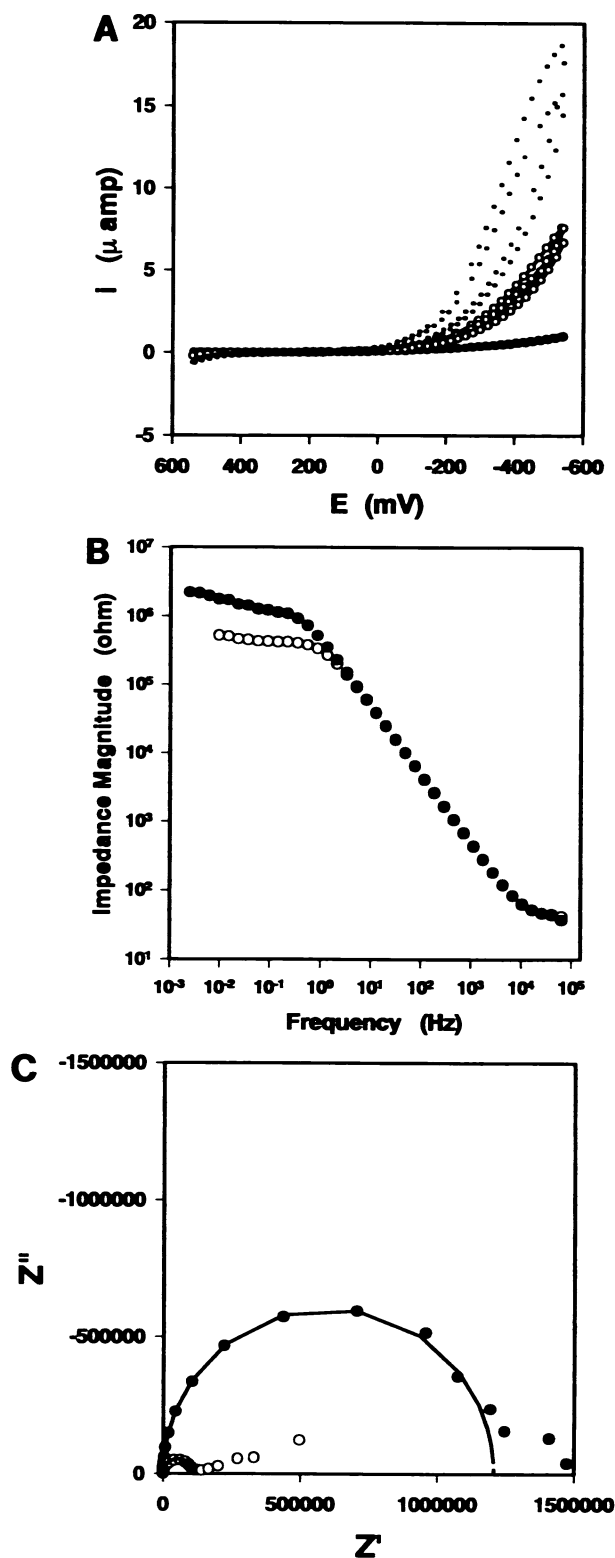 A
20
15
10
5
0
-5
I (μ amp)
600 400 200 0 -200 -400 -600
E (mV)
B
10⁷
10⁶
10⁵
10⁴
10³
10²
10¹
Impedance Magnitude (ohm)
10⁻³ 10⁻² 10⁻¹ 10⁰ 10¹ 10² 10³ 10⁴ 10⁵
Frequency (Hz)
C
-1500000
-1000000
-500000
0
Z"
0 500000 1000000 1500000
Z'